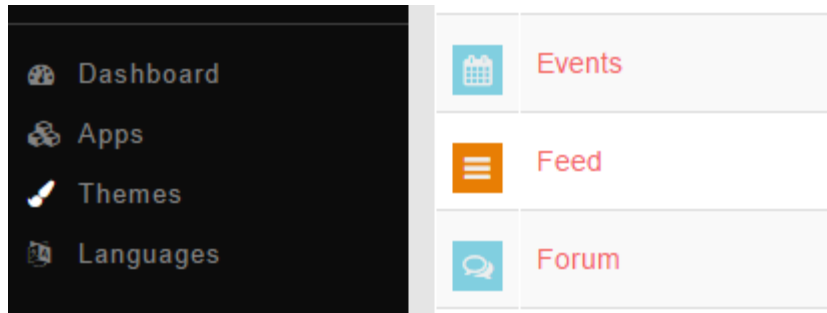 Dashboard
Apps
Themes
Languages
Events
Feed
Forum